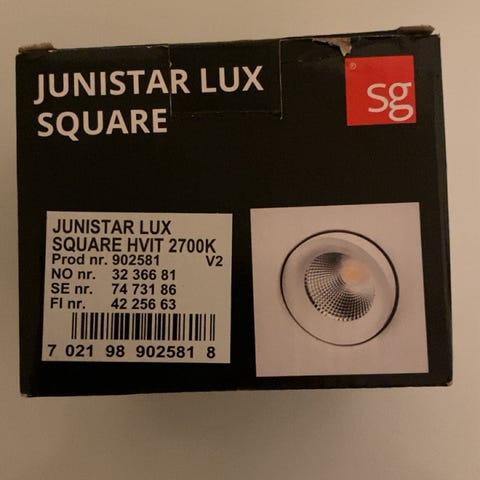 JUNISTAR LUX
SQUARE
sg
®
JUNISTAR LUX
SQUARE HVIT 2700K
Prod nr. 902581 V2
NO nr. 32 366 81
SE nr. 74 731 86
FI nr. 42 256 63
7 021 98 902581 8